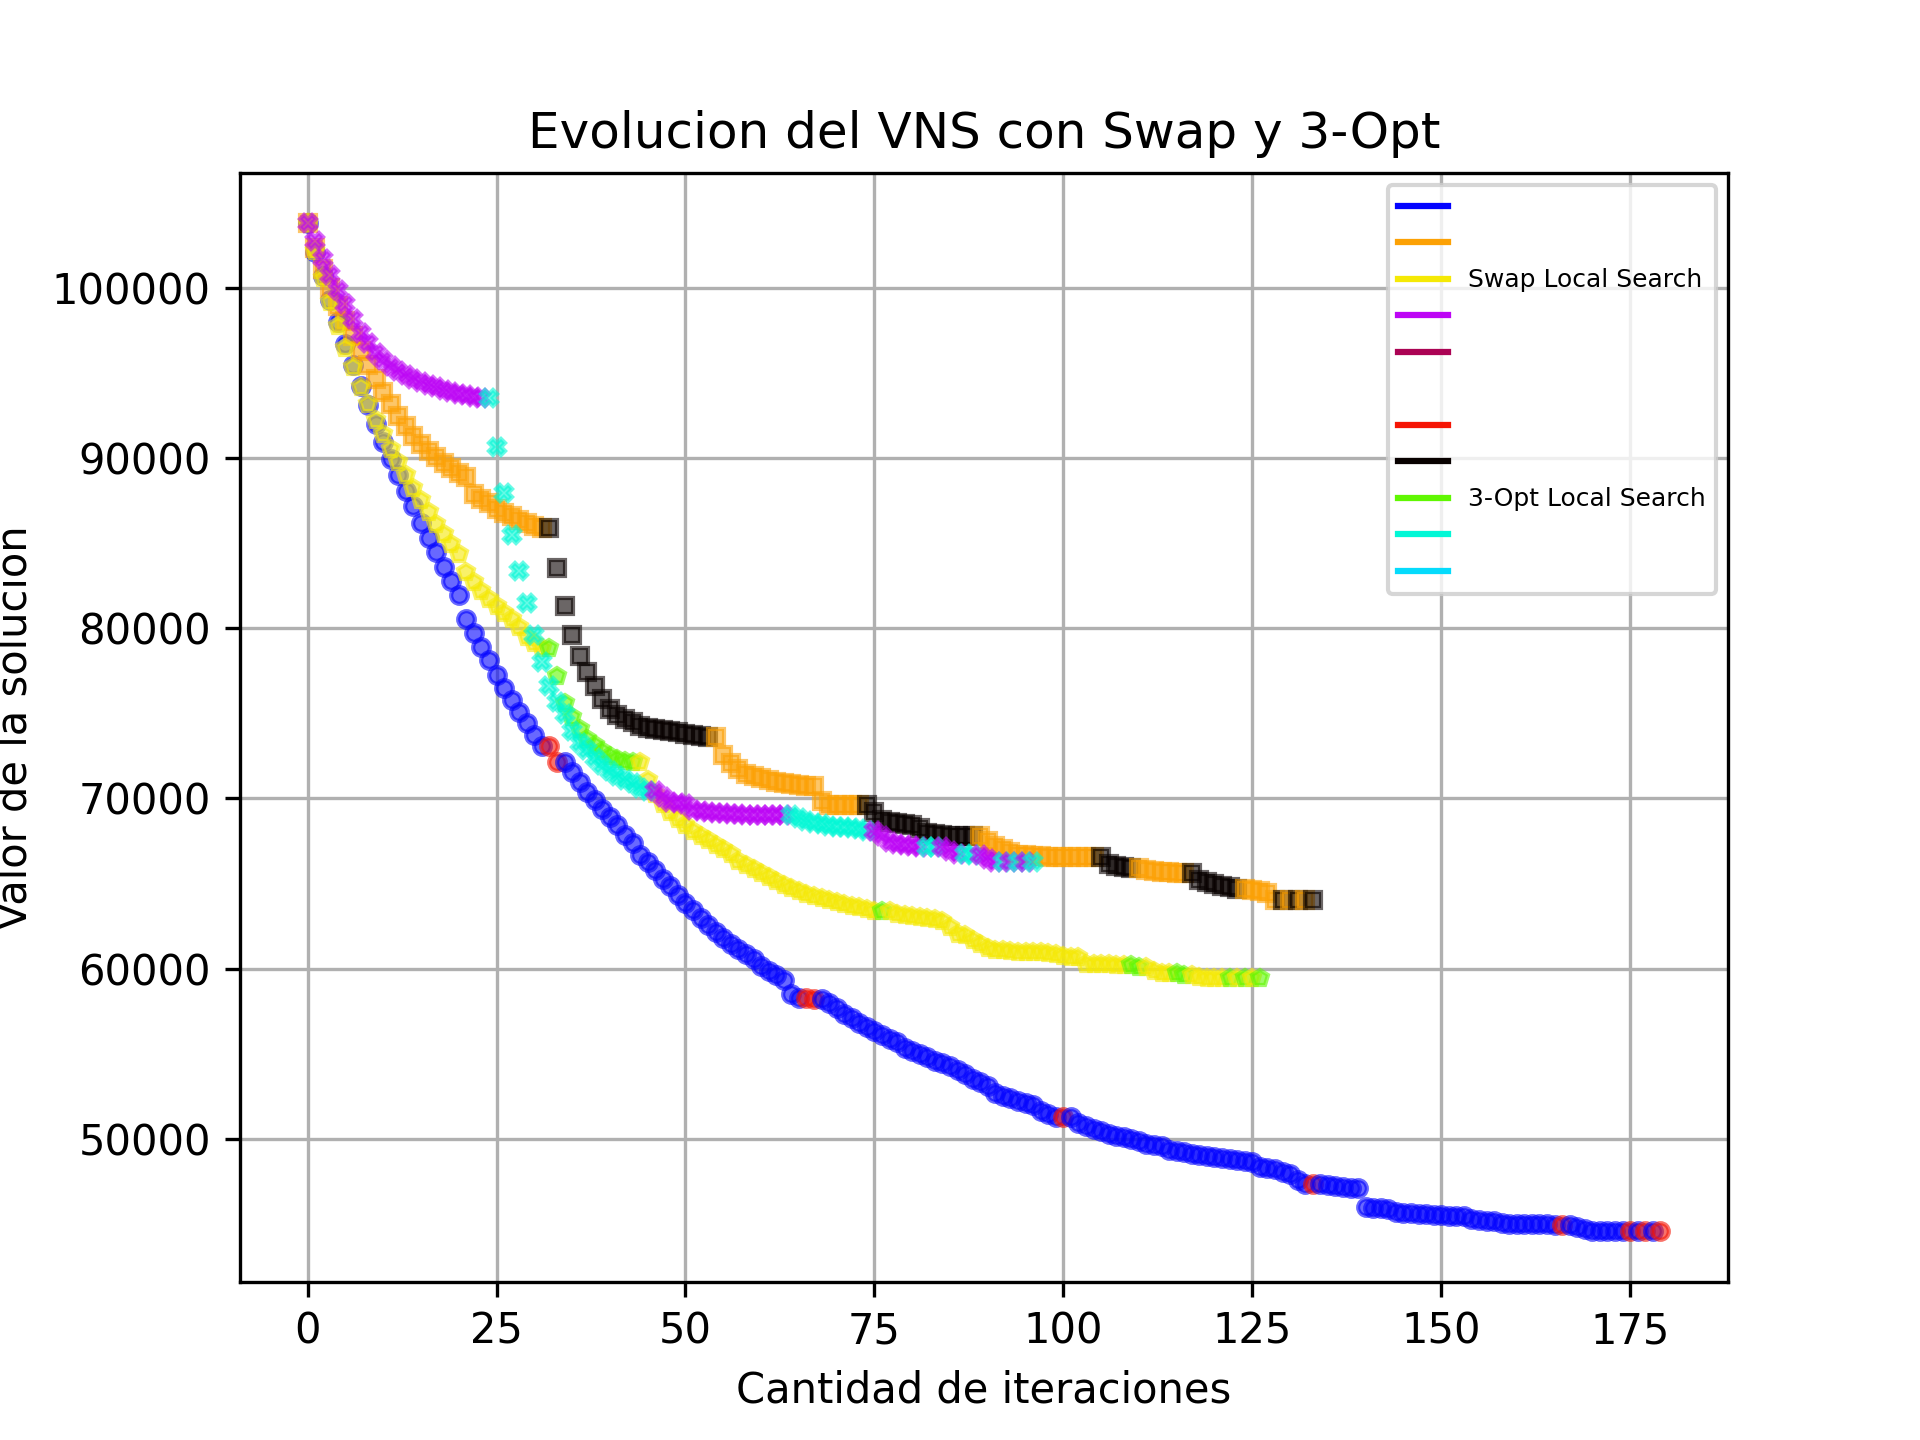 Evolucion del VNS con Swap y 3-Opt
Swap Local Search
3-Opt Local Search
100000
90000
80000
70000
60000
50000
Valor de la solucion
0 25 50 75 100 125 150 175
Cantidad de iteraciones